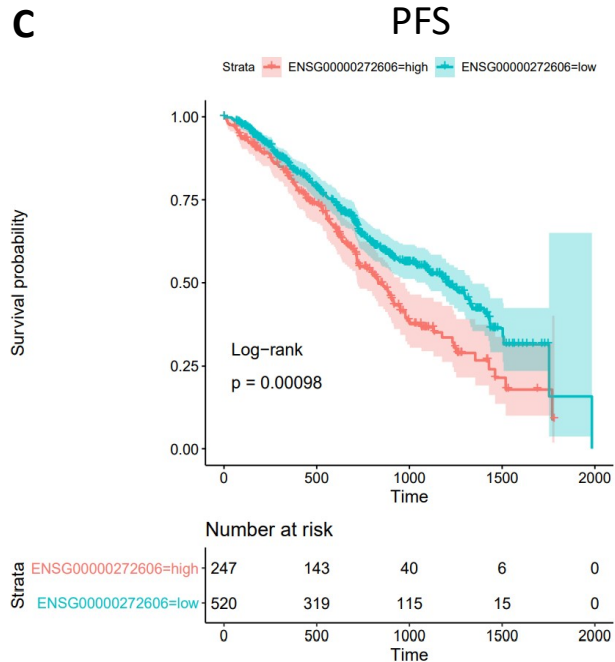 C
PFS
Strata ENSG00000272606=high ENSG00000272606=low
Survival probability
1.00
0.75
0.50
0.25
0.00
Log-rank
p = 0.00098
0 500 1000 1500 2000
Time
Number at risk
Strata
ENSG00000272606=high 247 143 40 6 0
ENSG00000272606=low 520 319 115 15 0
0 500 1000 1500 2000
Time